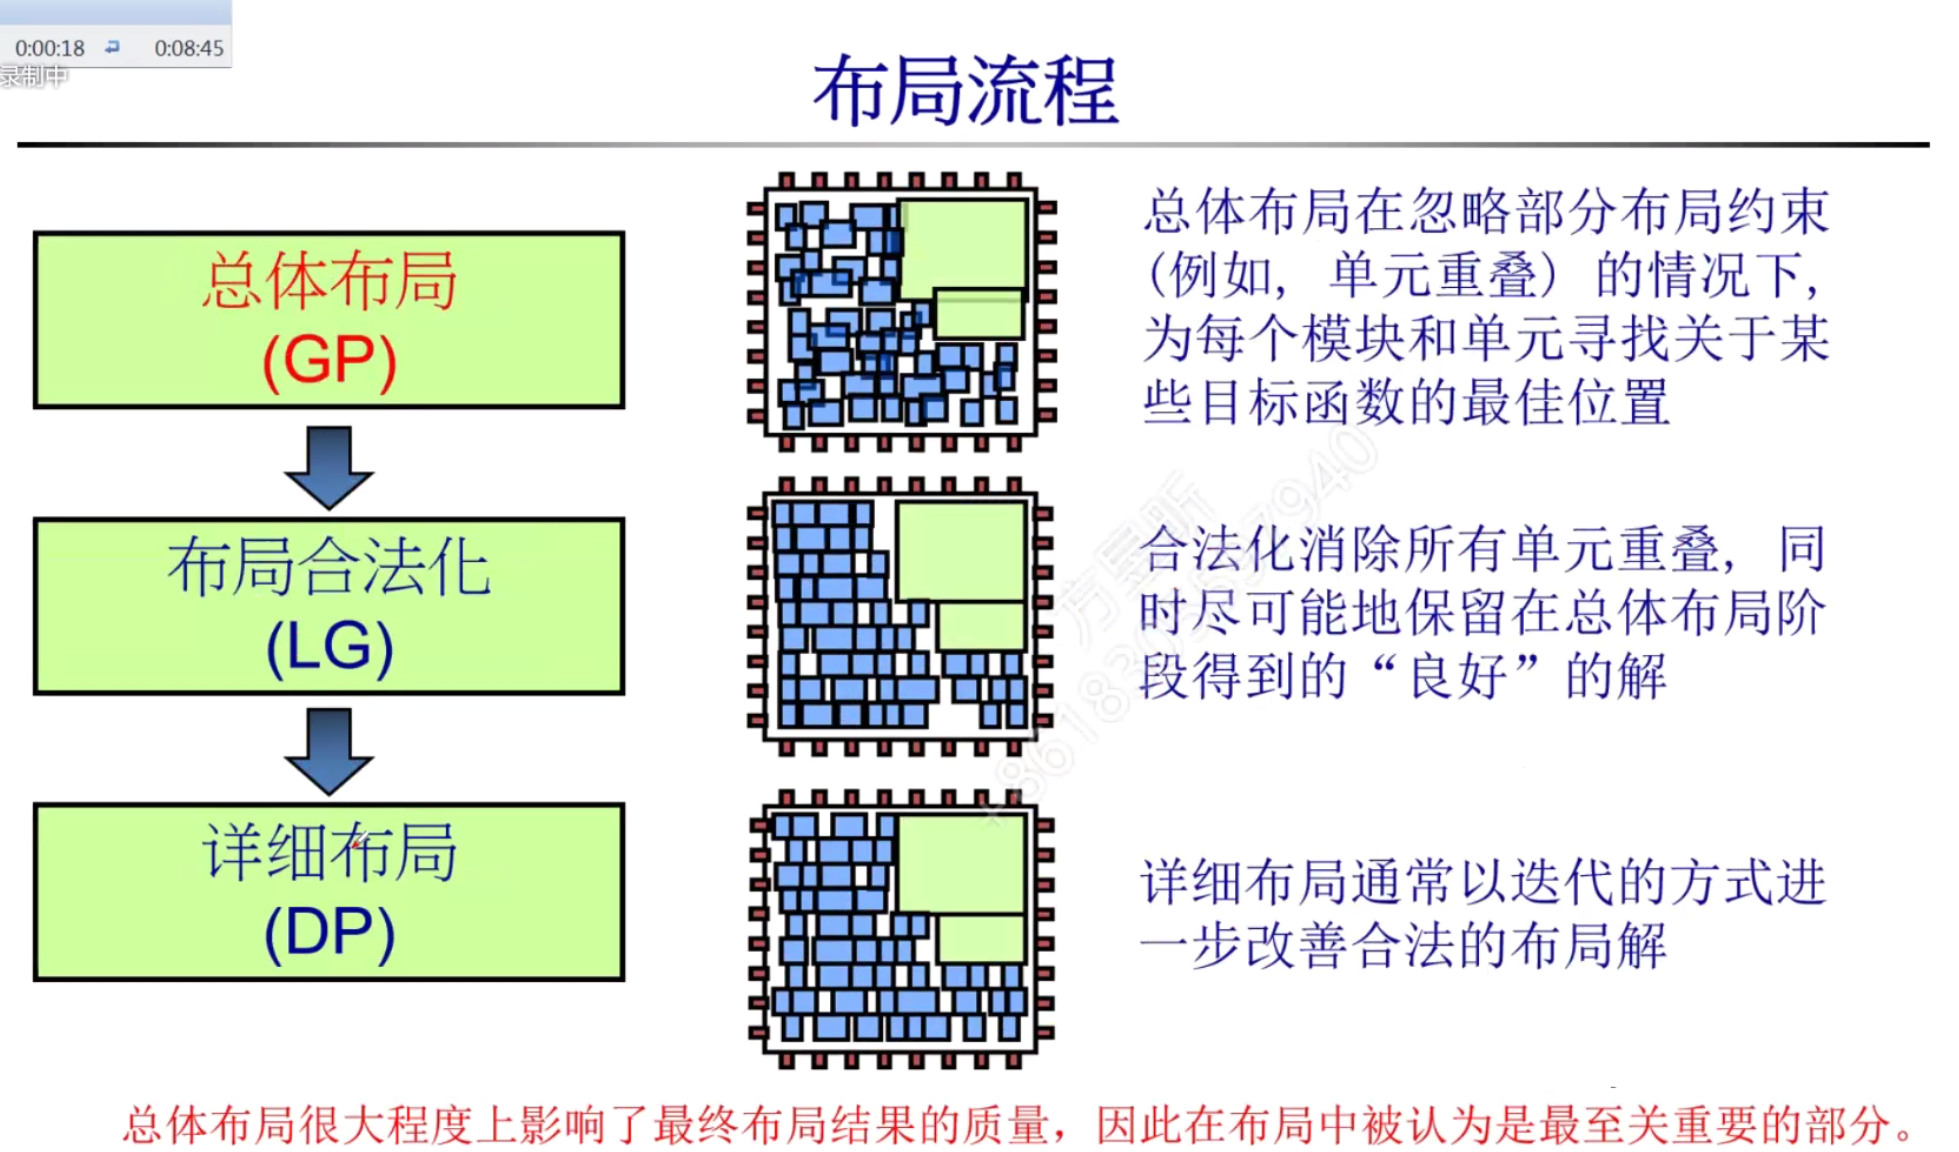 0:00:18 0:08:45
录制中
布局流程
总体布局
(GP)
总体布局在忽略部分布局约束
(例如，单元重叠）的情况下，
为每个模块和单元寻找关于某
些目标函数的最佳位置
布局合法化
(LG)
合法化消除所有单元重叠，同
时尽可能地保留在总体布局阶
段得到的“良好”的解
详细布局
(DP)
详细布局通常以迭代的方式进
一步改善合法的布局解
总体布局很大程度上影响了最终布局结果的质量，因此在布局中被认为是最至关重要的部分。